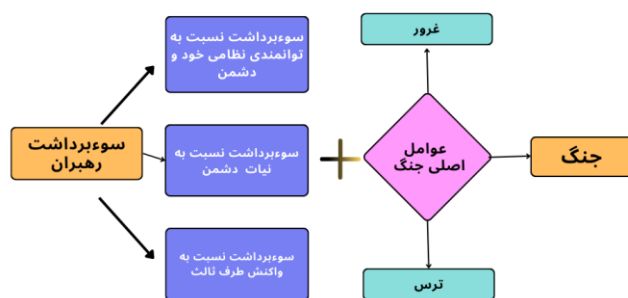 سوءبرداشت
رهبران
سوءبرداشت نسبت به
توانمندی نظامی خود و
دشمن
سوءبرداشت نسبت به
نیات دشمن
سوءبرداشت نسبت به
واکنش طرف ثالث
غرور
عوامل
اصلی جنگ
ترس
جنگ